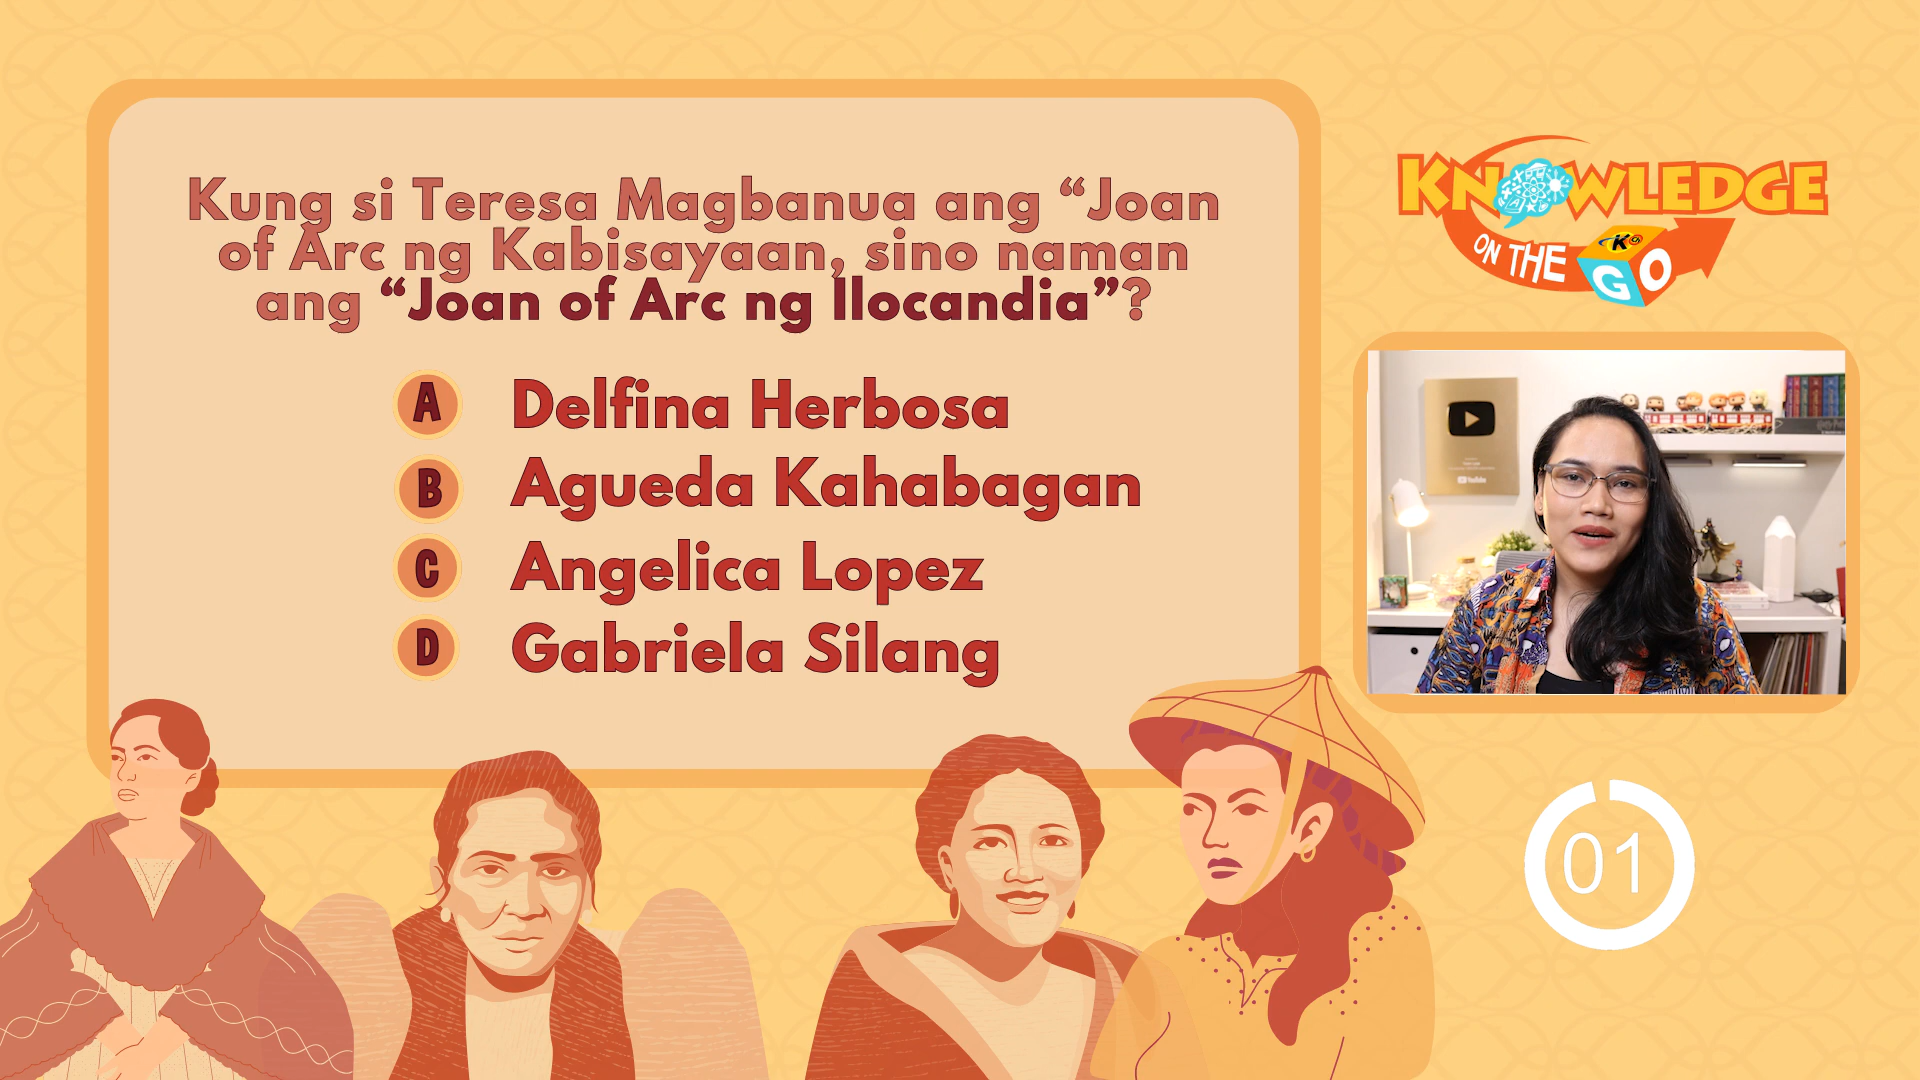 Kung si Teresa Magbanua ang “Joan
of Arc ng Kabisayaan, sino naman
ang “Joan of Arc ng Ilocandia”?
A Delfina Herbosa
B Agueda Kahabagan
C Angelica Lopez
D Gabriela Silang
KNOWLEDGE
ON THE GO
K
YouTube
01